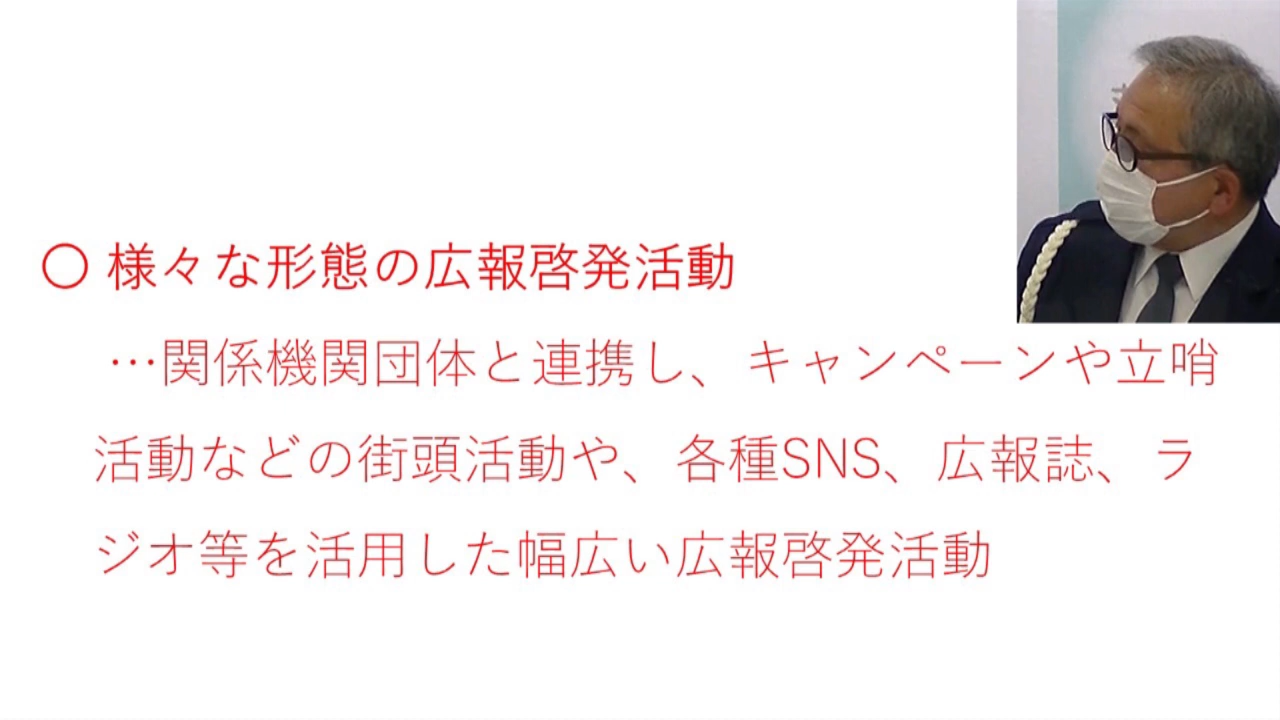 〇 様々な形態の広報啓発活動
…関係機関団体と連携し、キャンペーンや立哨
活動などの街頭活動や、各種SNS、広報誌、ラ
ジオ等を活用した幅広い広報啓発活動